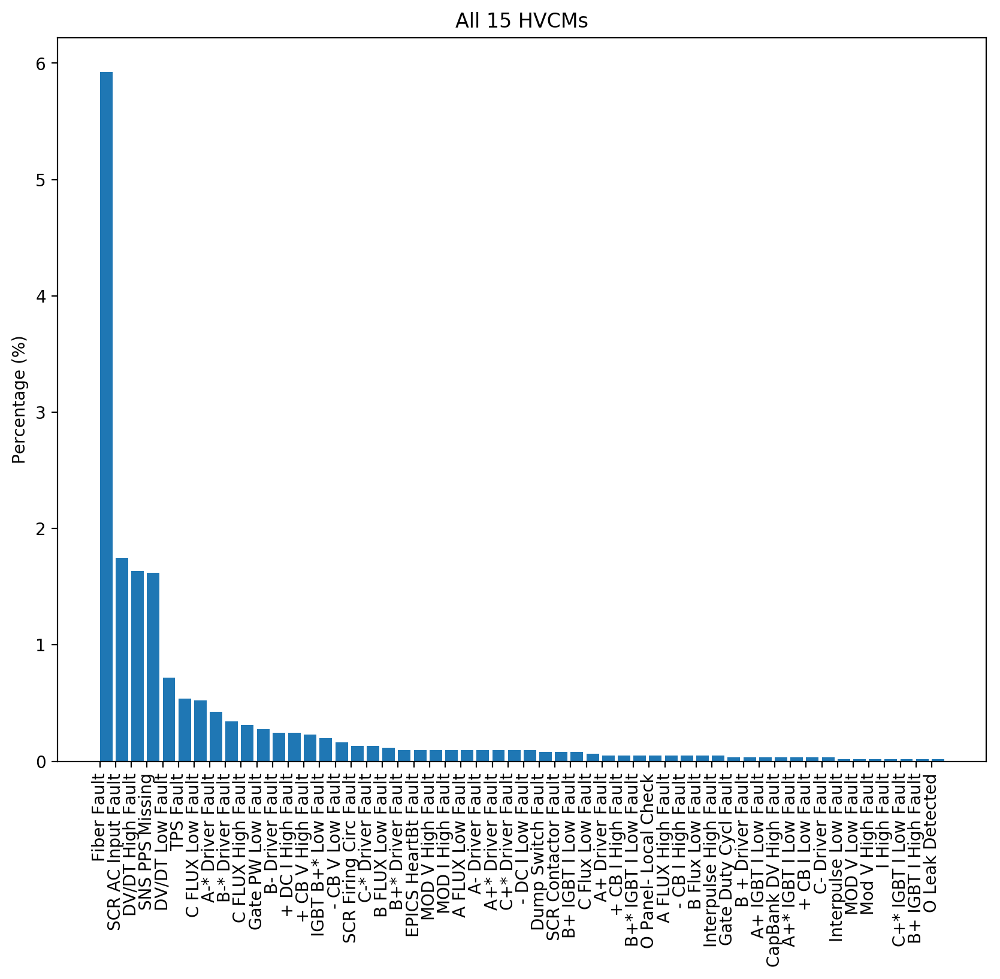 All 15 HVCMs
Percentage (%)
6
5
4
3
2
1
0
Fiber Fault
SCR AC Input Fault
DV/DT High Fault
SNS PPS Missing
DV/DT Low Fault
TPS Fault
C FLUX Low Fault
A-* Driver Fault
B-* Driver Fault
C FLUX High Fault
Gate PW Low Fault
B- Driver Fault
+ DC I High Fault
+ CB V High Fault
IGBT B+* Low Fault
- CB V Low Fault
SCR Firing Circ Fault
C-* Driver Fault
B FLUX Low Fault
B+* Driver Fault
EPICS HeartBt Fault
MOD V High Fault
MOD I High Fault
A FLUX Low Fault
A- Driver Fault
A+* Driver Fault
C+* Driver Fault
- DC I Low Fault
Dump Switch Fault
SCR Contactor Fault
B+ IGBT I Low Fault
C Flux Low Fault
A+ Driver Fault
+ CB I High Fault
B+* IGBT I Low Fault
O Panel- Local Check
A FLUX High Fault
- CB I High Fault
B Flux Low Fault
Interpulse High Fault
Gate Duty Cycl Fault
B + Driver Fault
A+ IGBT I Low Fault
CapBank DV High Fault
A+* IGBT I Low Fault
+ CB I Low Fault
C- Driver Fault
Interpulse Low Fault
MOD V Low Fault
Mod V High Fault
I High Fault
C+* IGBT I Low Fault
B+ IGBT I High Fault
O Leak Detected